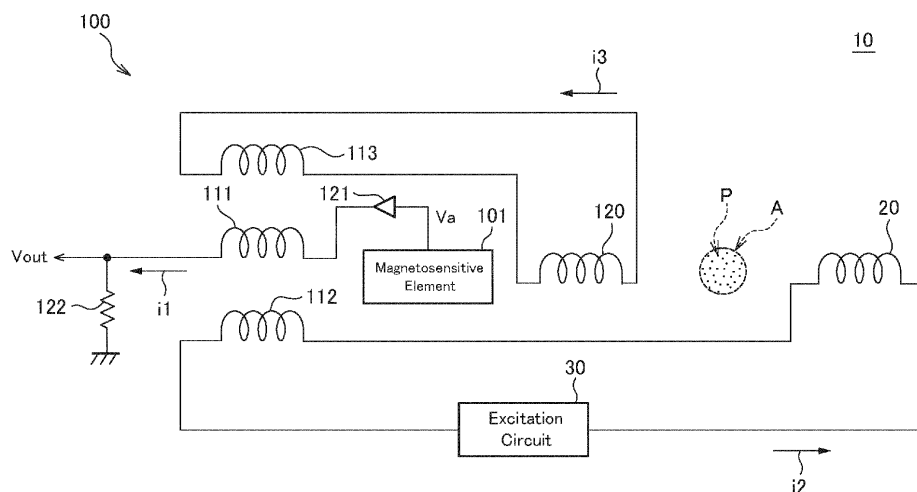 100
10
i3
113
111
121
Va
101
P
A
120
20
Vout
Magnetosensitive
Element
i1
112
122
30
Excitation
Circuit
i2